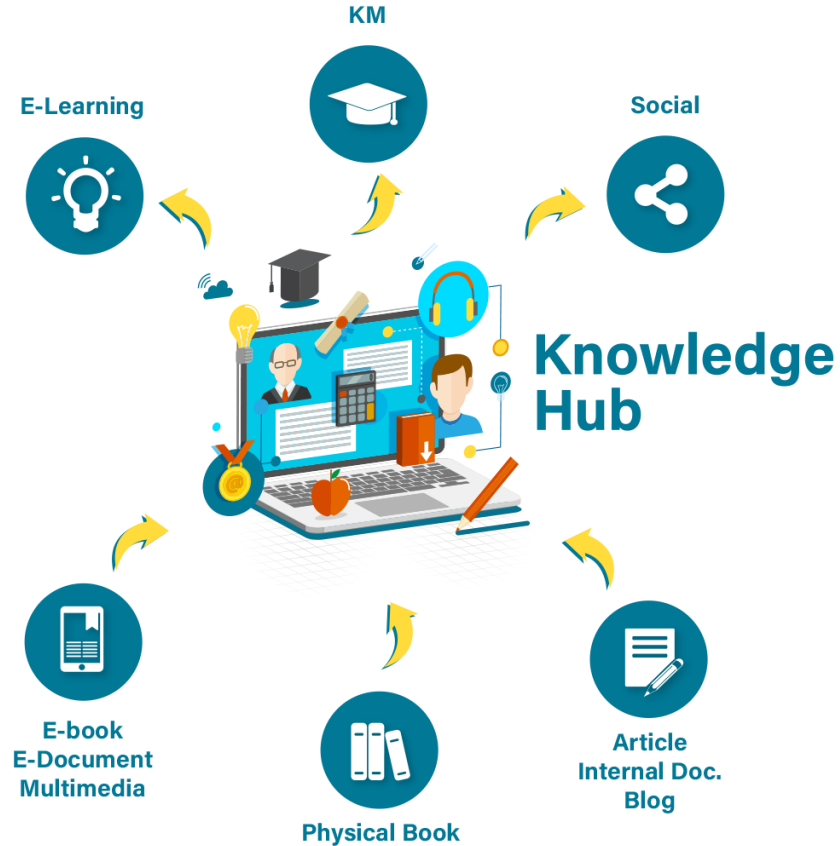 KM
E-Learning
Social
Knowledge
Hub
E-book
E-Document
Multimedia
Physical Book
Article
Internal Doc.
Blog